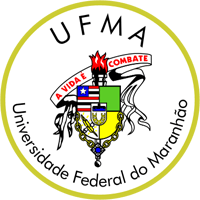 UFMA
A VIDA É COMBATE
Universidade Federal do Maranhão